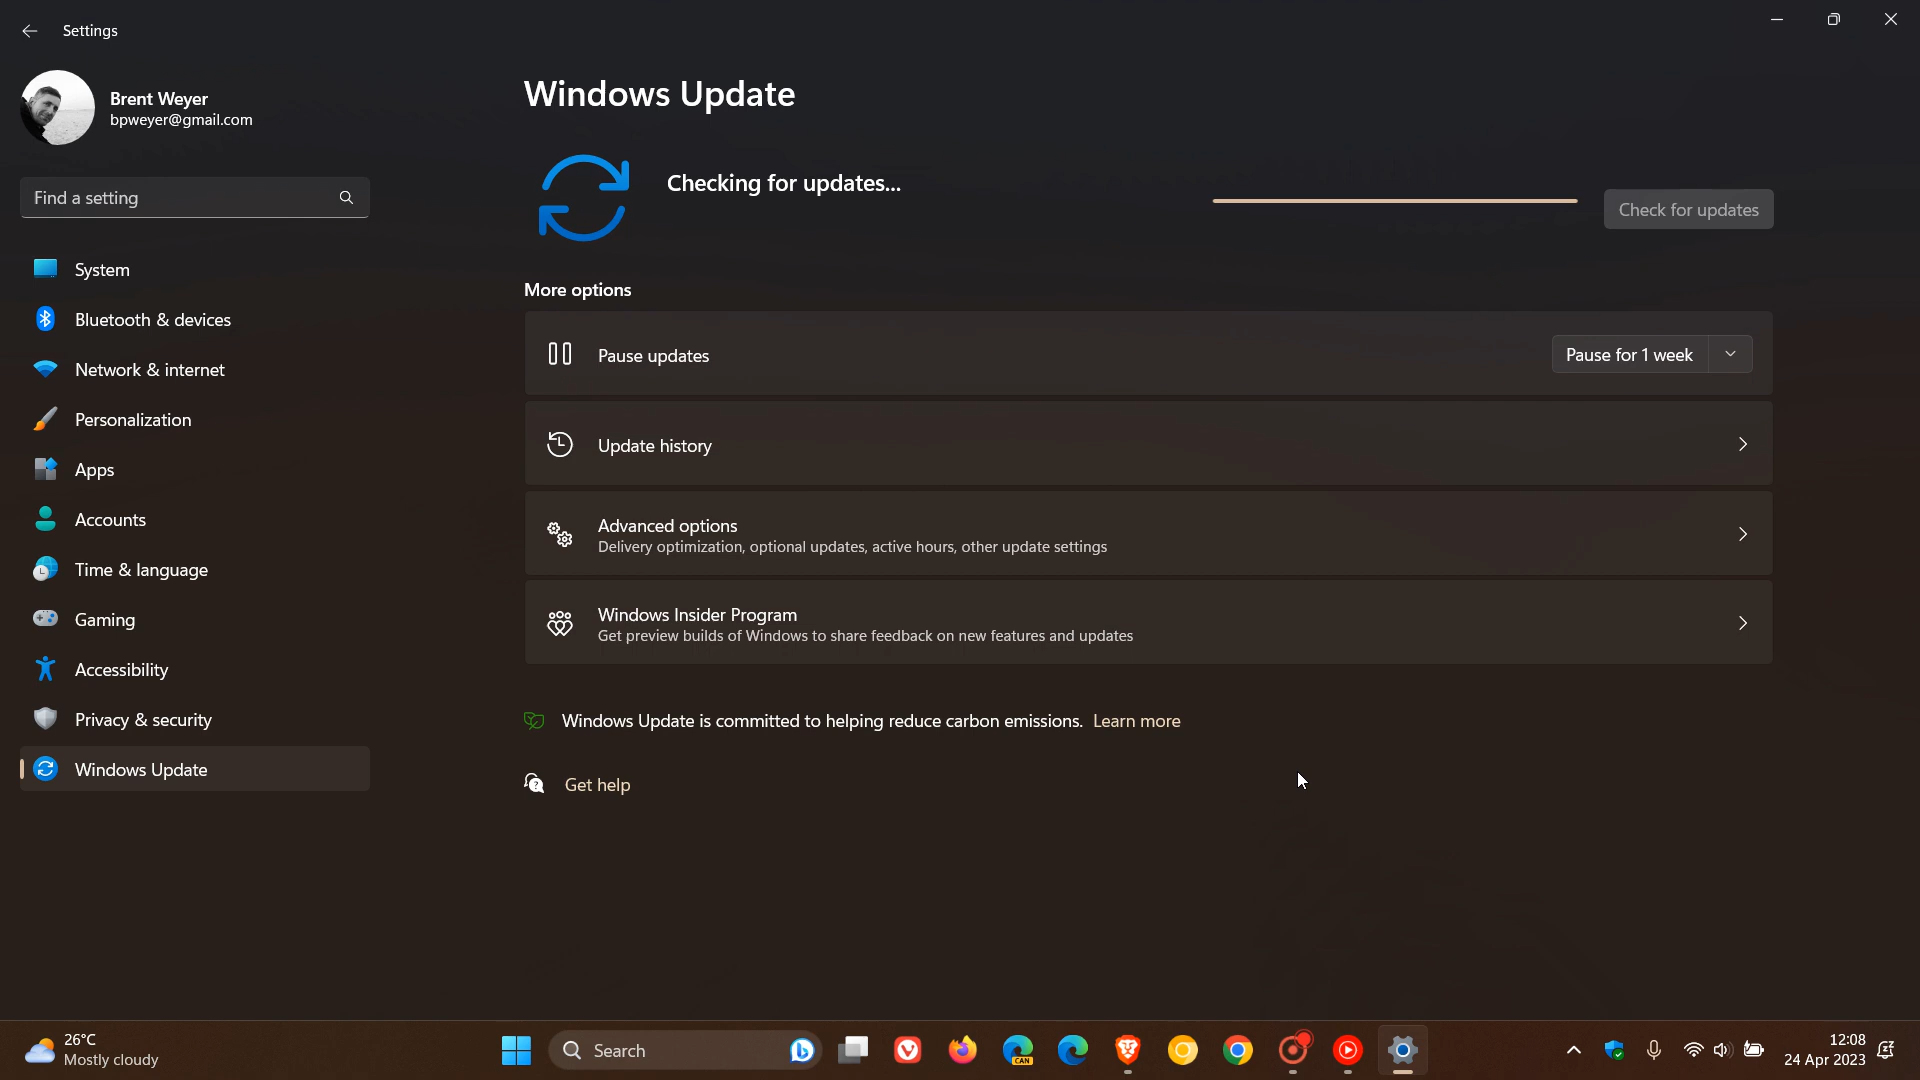 Settings
Brent Weyer
bpweyer@gmail.com
Find a setting
System
Bluetooth & devices
Network & internet
Personalization
Apps
Accounts
Time & language
Gaming
Accessibility
Privacy & security
Windows Update
Windows Update
Checking for updates...
Check for updates
More options
Pause updates
Pause for 1 week
Update history
Advanced options
Delivery optimization, optional updates, active hours, other update settings
Windows Insider Program
Get preview builds of Windows to share feedback on new features and updates
Windows Update is committed to helping reduce carbon emissions. Learn more
Get help
26°C
Mostly cloudy
Search
CAN
12:08
24 Apr 2023